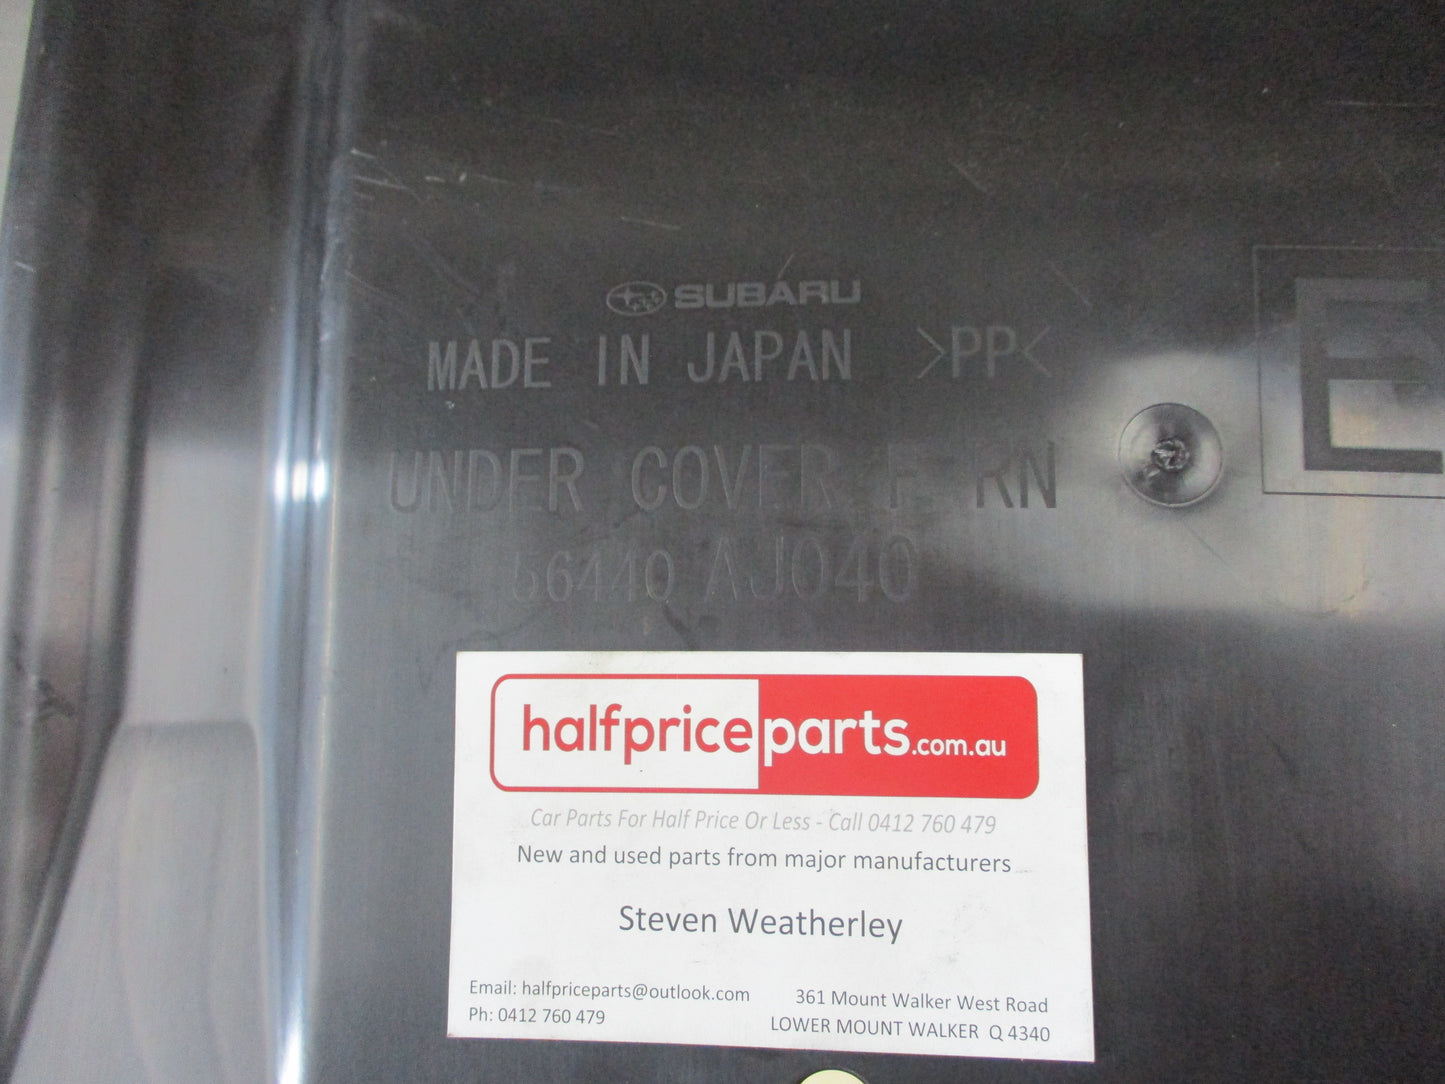 SUBARU
MADE IN JAPAN >PP<
E
UNDER COVER F RN
56440 AJ040
halfpriceparts.com.au
Car Parts For Half Price Or Less - Call 0412 760 479
New and used parts from major manufacturers
Steven Weatherley
Email: halfpriceparts@outlook.com
Ph: 0412 760 479
361 Mount Walker West Road
LOWER MOUNT WALKER Q 4340